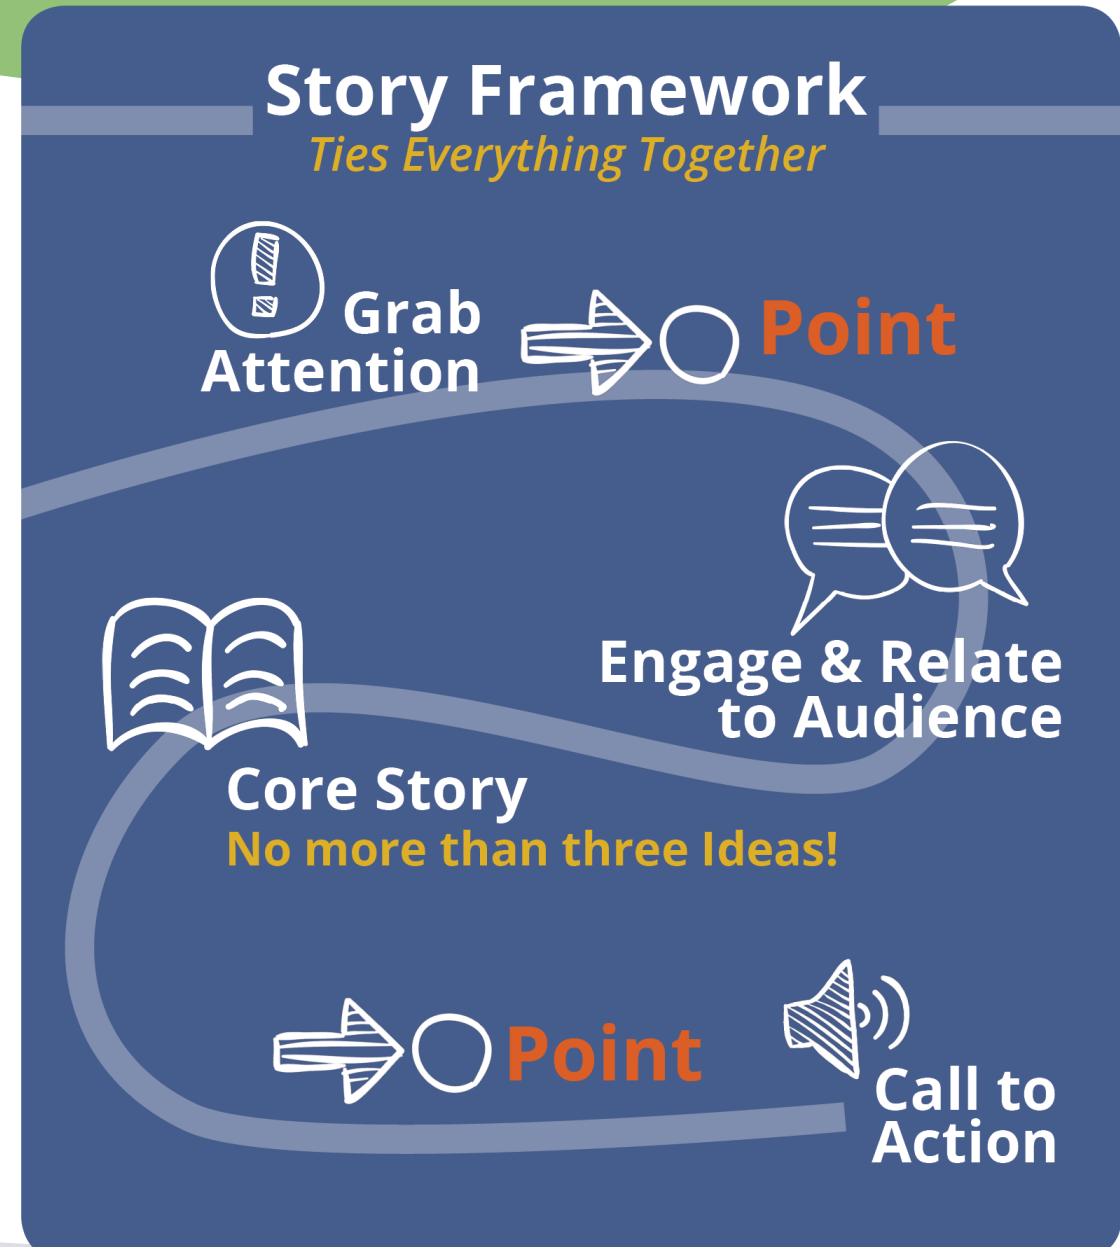 Story Framework
Ties Everything Together
Grab
Attention
Point
Engage & Relate
to Audience
Core Story
No more than three Ideas!
Point
Call to
Action